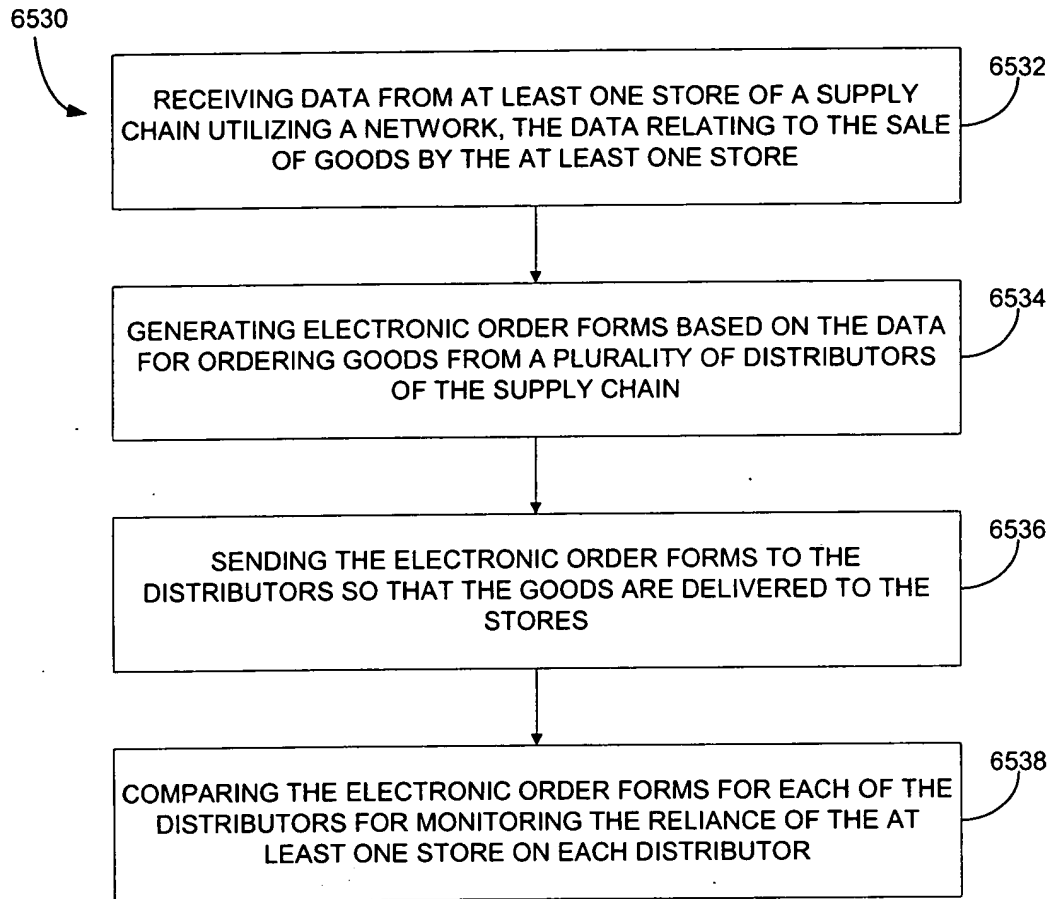 6530
6532
RECEIVING DATA FROM AT LEAST ONE STORE OF A SUPPLY
CHAIN UTILIZING A NETWORK, THE DATA RELATING TO THE SALE
OF GOODS BY THE AT LEAST ONE STORE
6534
GENERATING ELECTRONIC ORDER FORMS BASED ON THE DATA
FOR ORDERING GOODS FROM A PLURALITY OF DISTRIBUTORS
OF THE SUPPLY CHAIN
6536
SENDING THE ELECTRONIC ORDER FORMS TO THE
DISTRIBUTORS SO THAT THE GOODS ARE DELIVERED TO THE
STORES
6538
COMPARING THE ELECTRONIC ORDER FORMS FOR EACH OF THE
DISTRIBUTORS FOR MONITORING THE RELIANCE OF THE AT
LEAST ONE STORE ON EACH DISTRIBUTOR